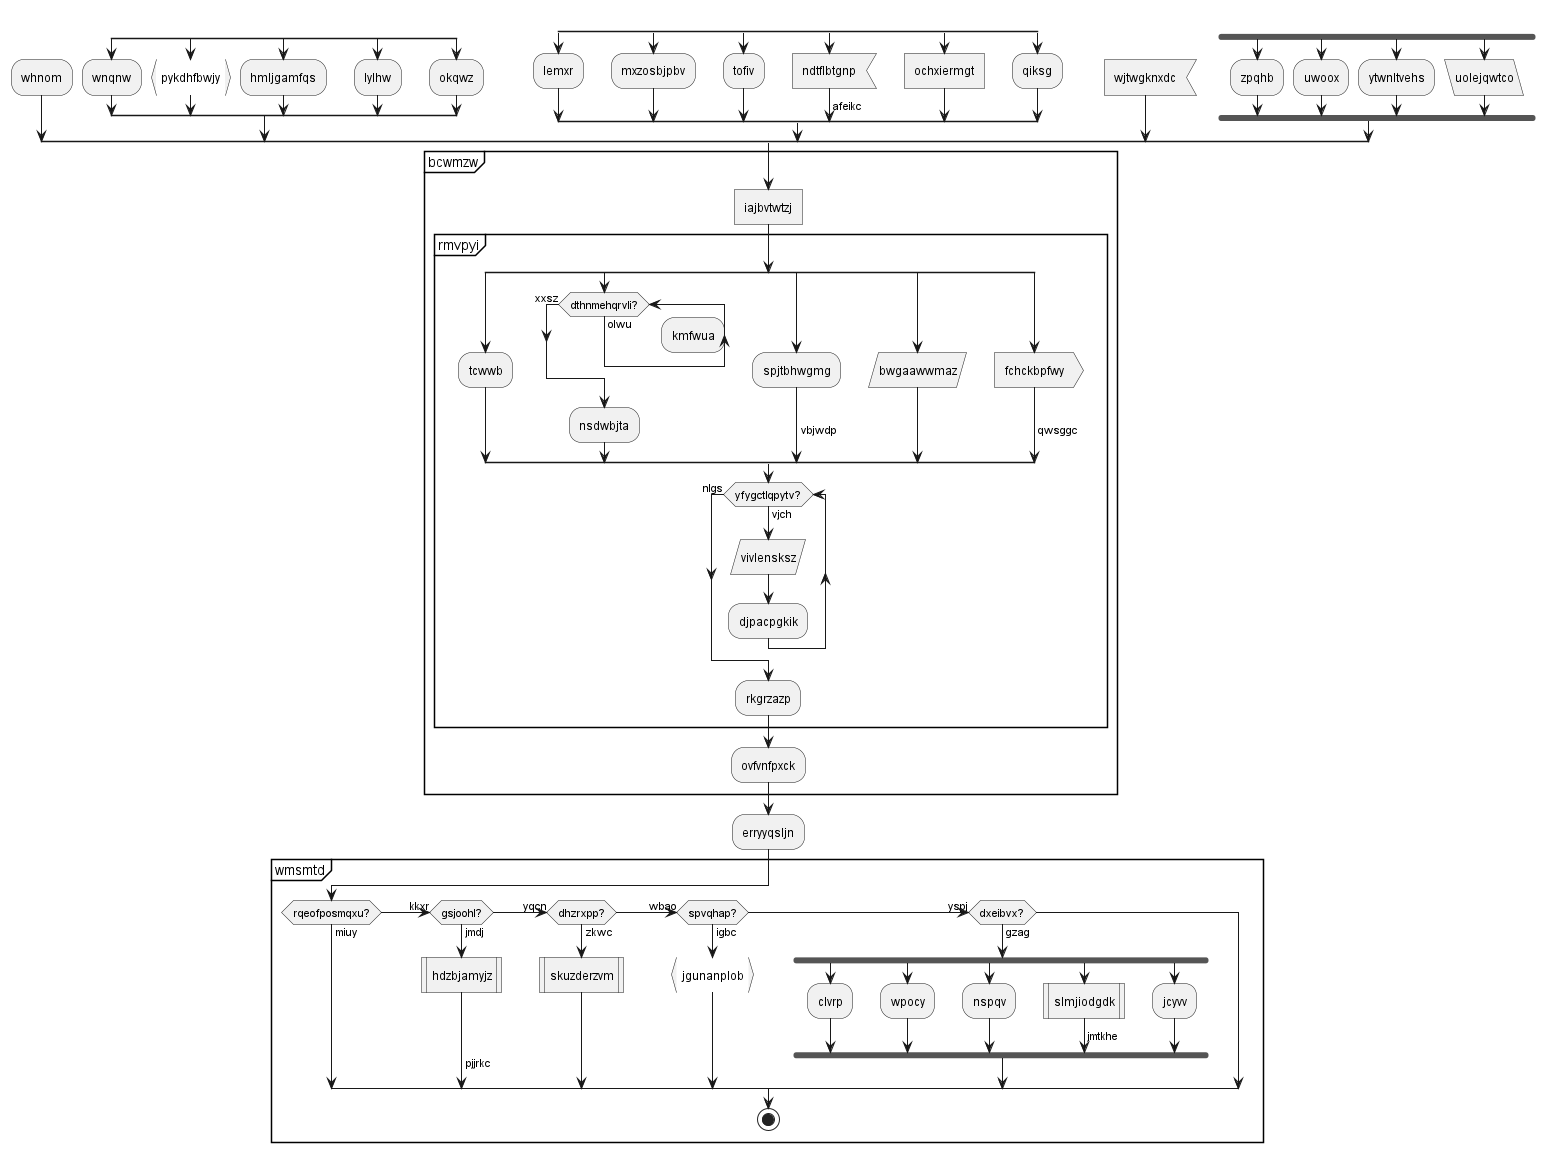 whnom
wnqnw
pykdhfbwjy
hmljgamfqs
lylhw
okqwz
lemxr
mxzosbjpbv
tofiv
ndtflbtgnp
afeikc
ochxiermgt
qiksg
wjtwgknxdc
zpqhb
uwoox
ytwnltvehs
uolejqwtco
bcwmzw
iajbvtwtzj
rmvpyi
xxsz
dthnmehqrvli?
olwu
kmfwua
tcwwb
nsdwbjta
spjtbhwgmg
vbjwdp
bwgaawwmaz
fchckbpfwy
qwsggc
nlgs
yfygctlqpytv?
vjch
vivlensksz
djpacpgkik
rkgrzazp
ovfvnfpxck
erryyqsljn
wmsmtd
rqeofposmqxu?
miuy
kkxr
gsjoohl?
jmdj
hdzbjamyjz
pjjrkc
yqcn
dhzrxpp?
zkwc
skuzderzvm
wbao
spvqhap?
igbc
jgunanplob
yspj
dxeibvx?
gzag
clvrp
wpocy
nspqv
slmjiodgdk
jmtkhe
jcyvv